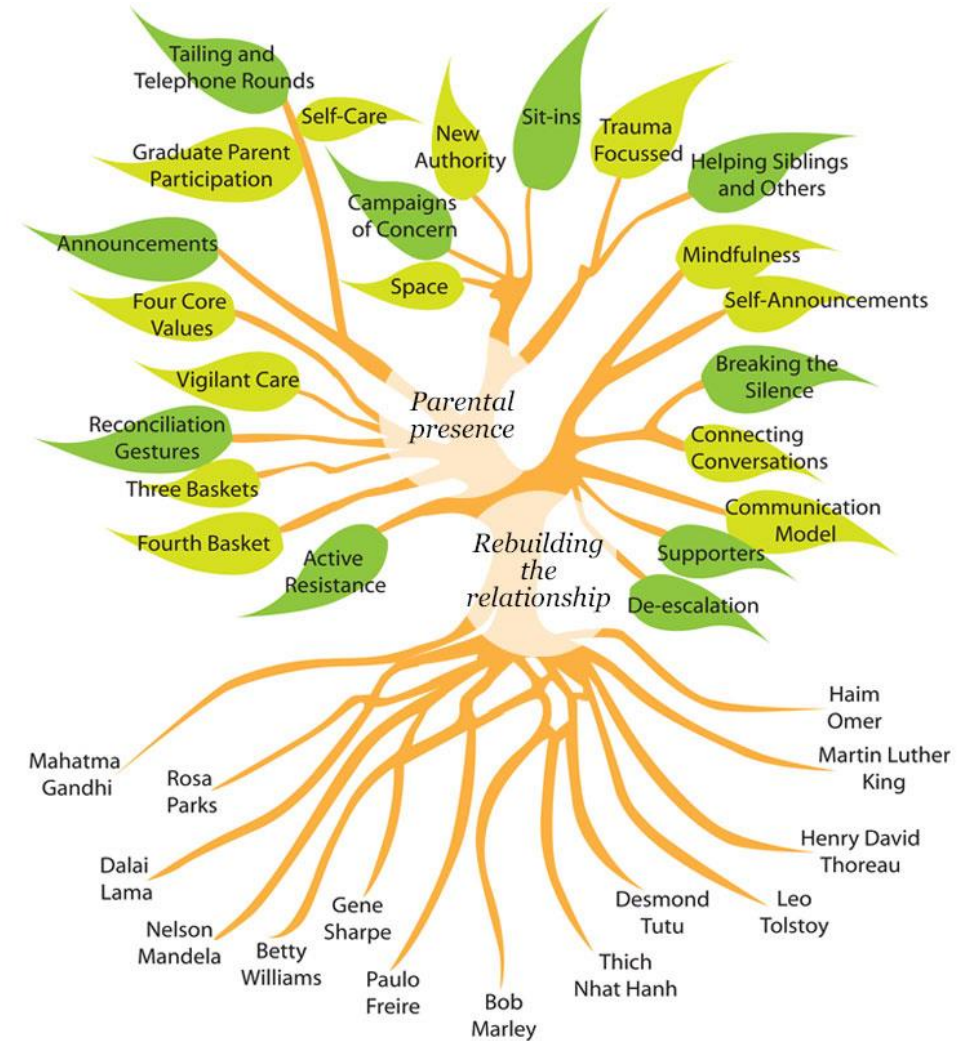 Tailing and
Telephone Rounds
Self-Care
Graduate Parent
Participation
New
Authority
Sit-ins
Trauma
Focussed
Helping Siblings
and Others
Campaigns
of Concern
Announcements
Space
Mindfulness
Four Core
Values
Self-Announcements
Vigilant Care
Breaking the
Silence
Parental
presence
Reconciliation
Gestures
Connecting
Conversations
Three Baskets
Communication
Model
Fourth Basket
Active
Resistance
Rebuilding
the
relationship
Supporters
De-escalation
Mahatma
Gandhi
Rosa
Parks
Dalai
Lama
Nelson
Mandela
Betty
Williams
Gene
Sharpe
Paulo
Freire
Bob
Marley
Thich
Nhat Hanh
Desmond
Tutu
Leo
Tolstoy
Henry David
Thoreau
Martin Luther
King
Haim
Omer